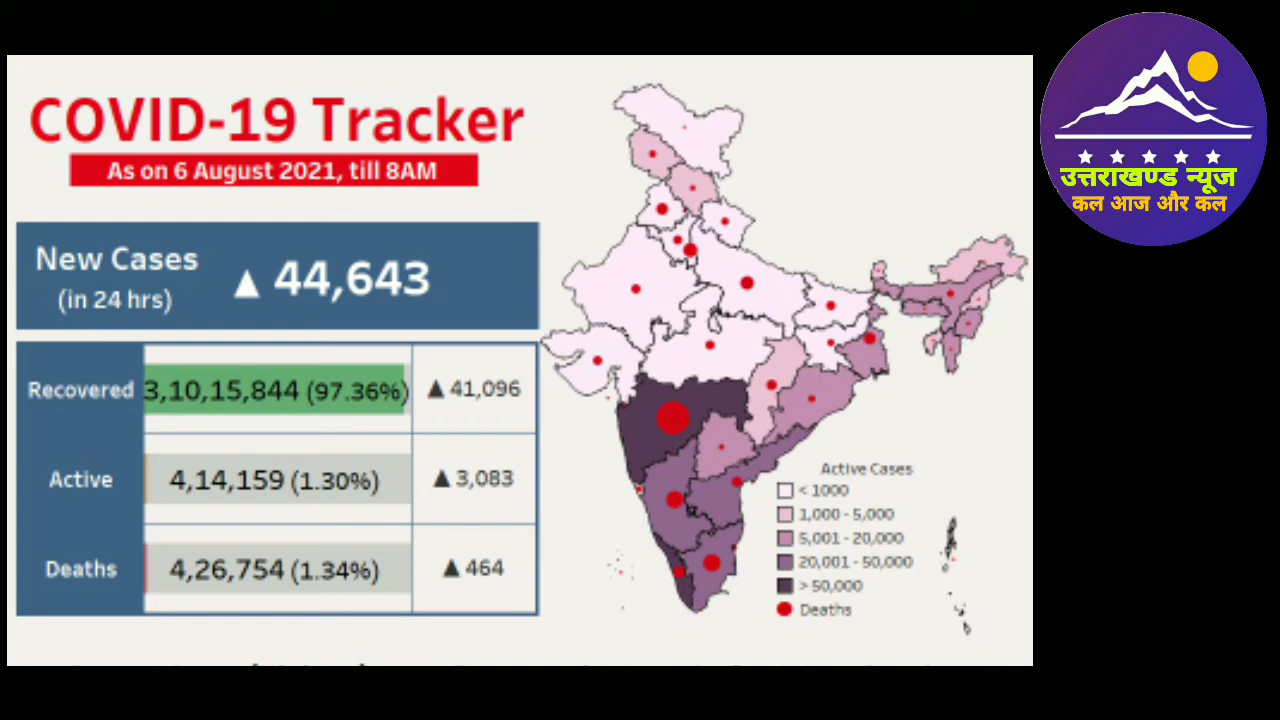 COVID-19 Tracker
As on 6 August 2021, till 8AM
New Cases
(in 24 hrs)
▲ 44,643
Recovered 3,10,15,844 (97.36%) ▲ 41,096
Active 4,14,159 (1.30%) ▲ 3,083
Deaths 4,26,754 (1.34%) ▲ 464
Active Cases
< 1000
1,000 - 5,000
5,001 - 20,000
20,001 - 50,000
> 50,000
Deaths
उत्तराखण्ड न्यूज
कल आज और कल